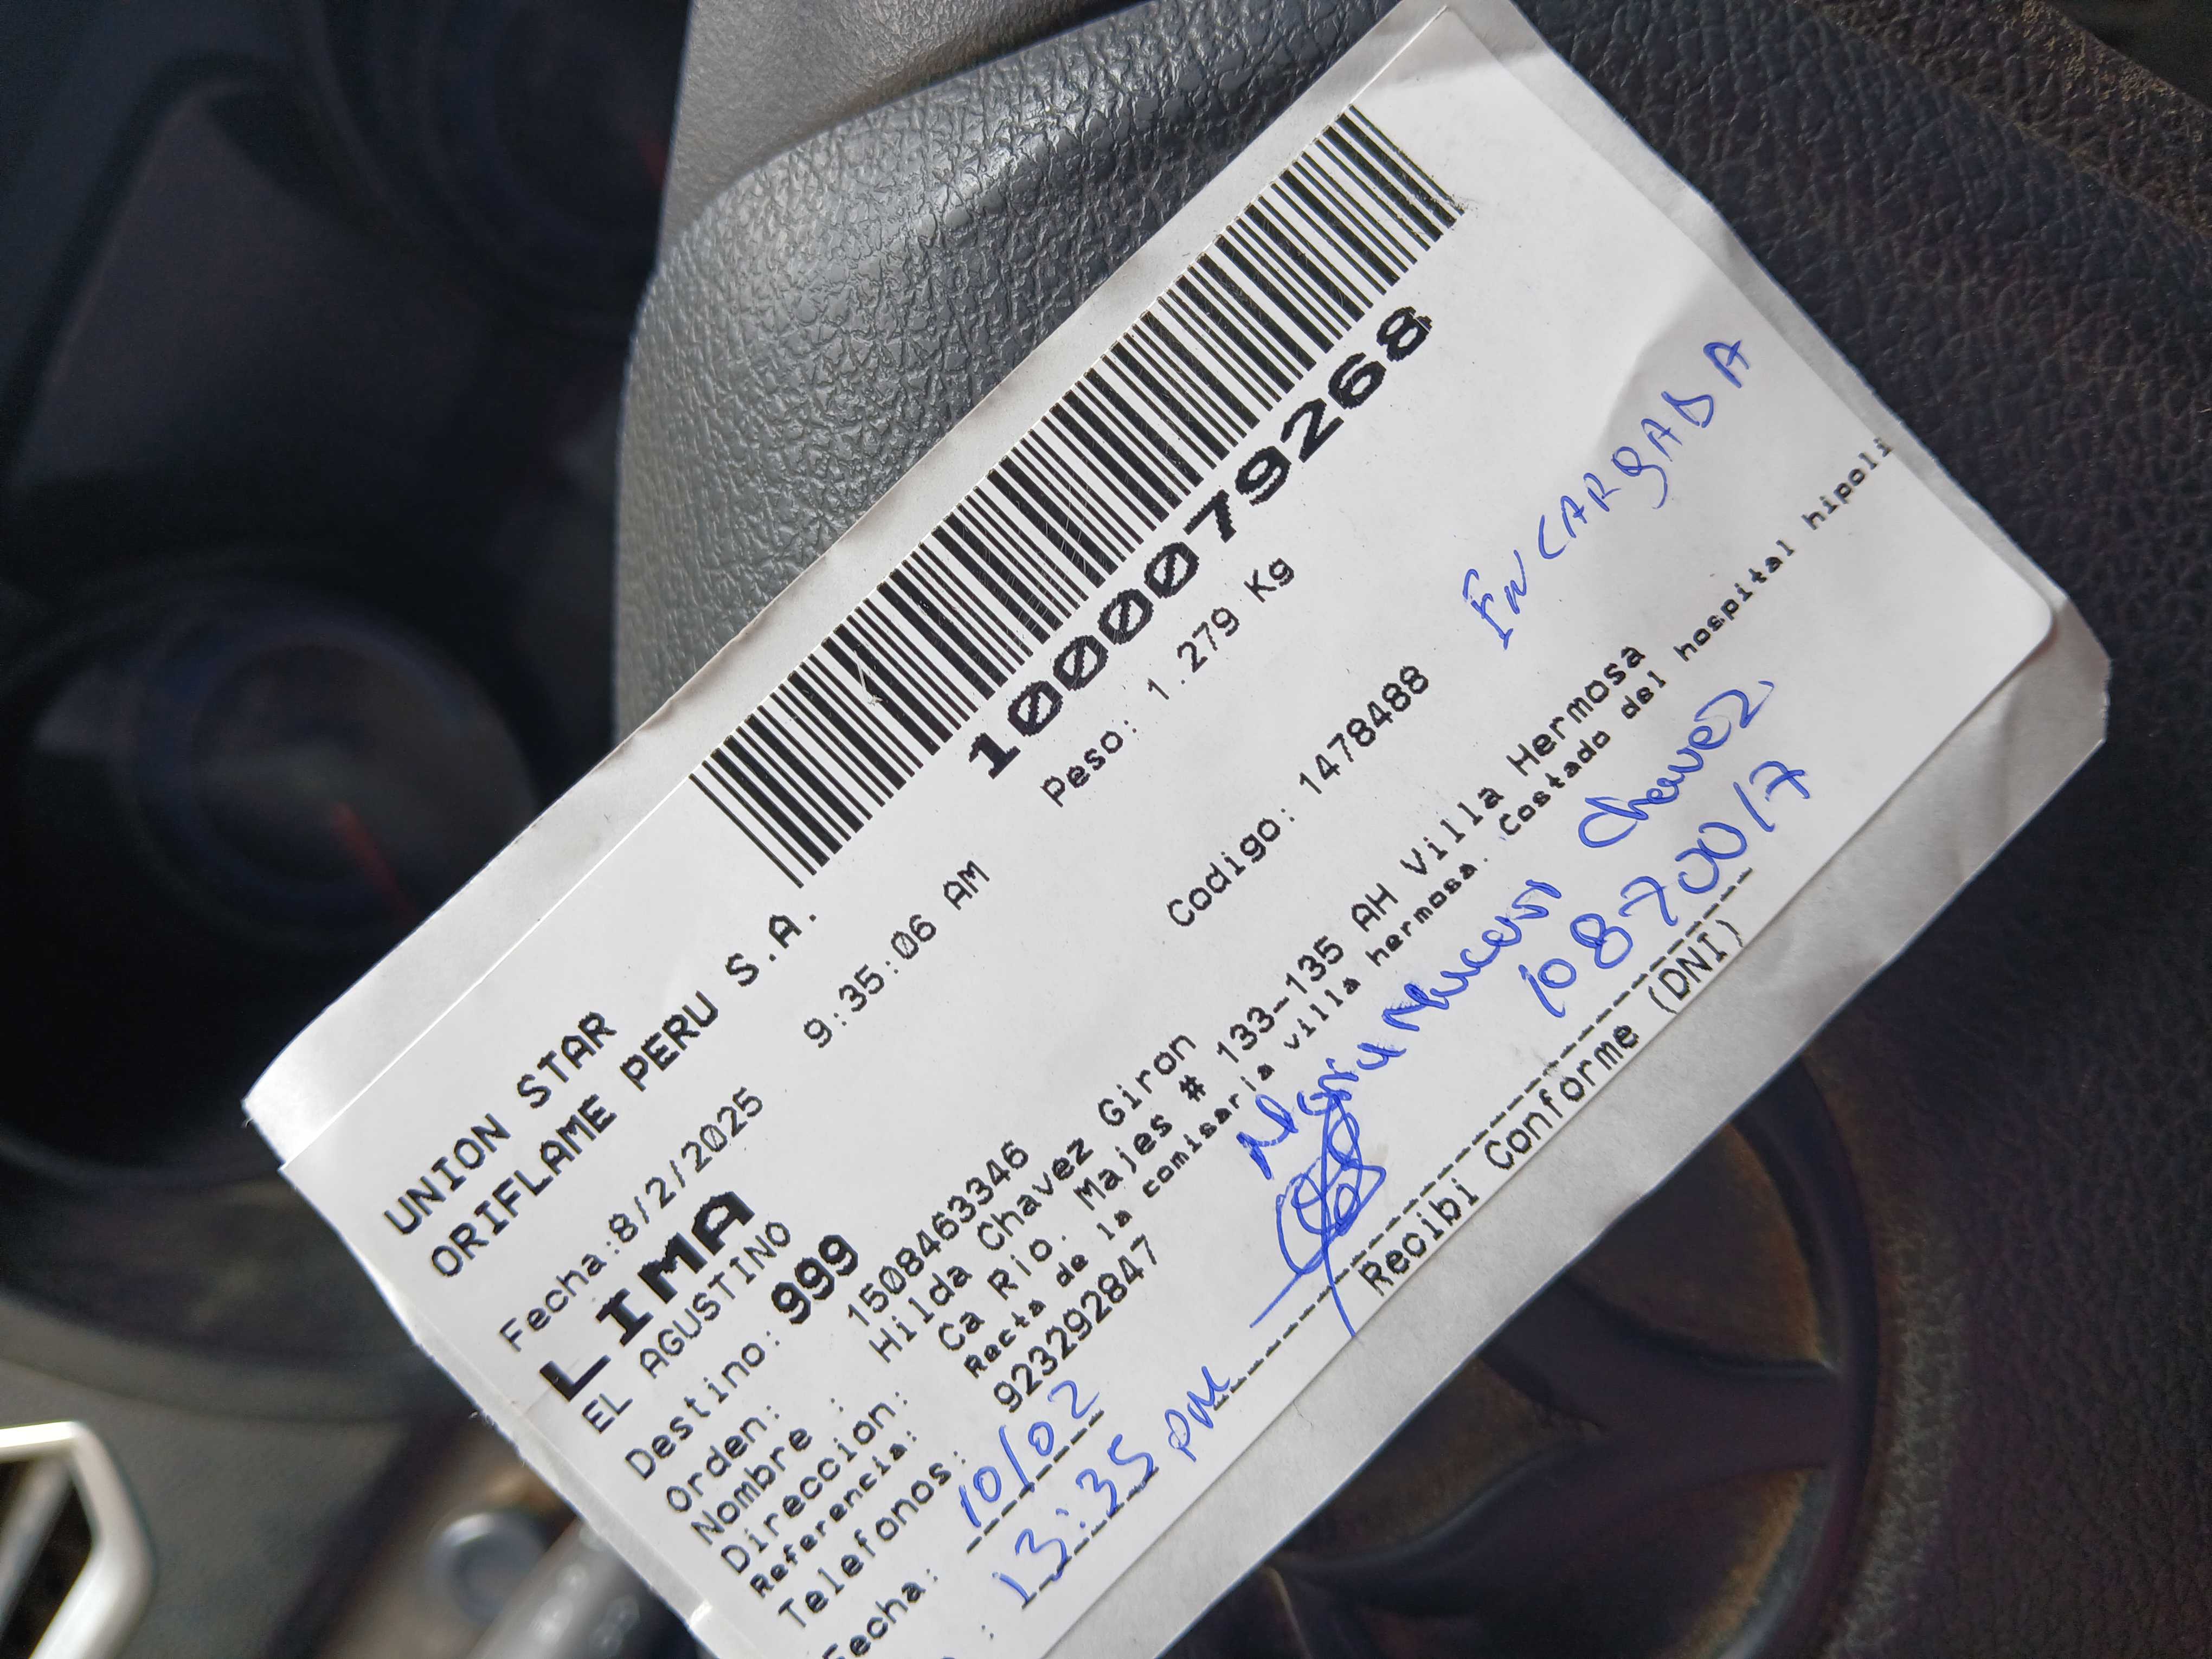 1000079268
UNION STAR
ORIFLAME PERU S.A.
Peso: 1.279 Kg
Fecha:8/2/2025 9:35:06 AM
LIMA
EL AGUSTINO
Destino: 999
Codigo: 1478488
ENCARGADA
Orden: 1508463346
Nombre : Hilda Chavez Giron
Direccion: Ca Rio. Majes # 133-135 AH Villa Hermosa
Referencia: Recta de la comisaria villa hermosa. Costado del hospital hipoli
Telefonos: 923292847
Chavez
Fecha: 10/02
: 13:35 PM
Recibi Conforme (DNI)